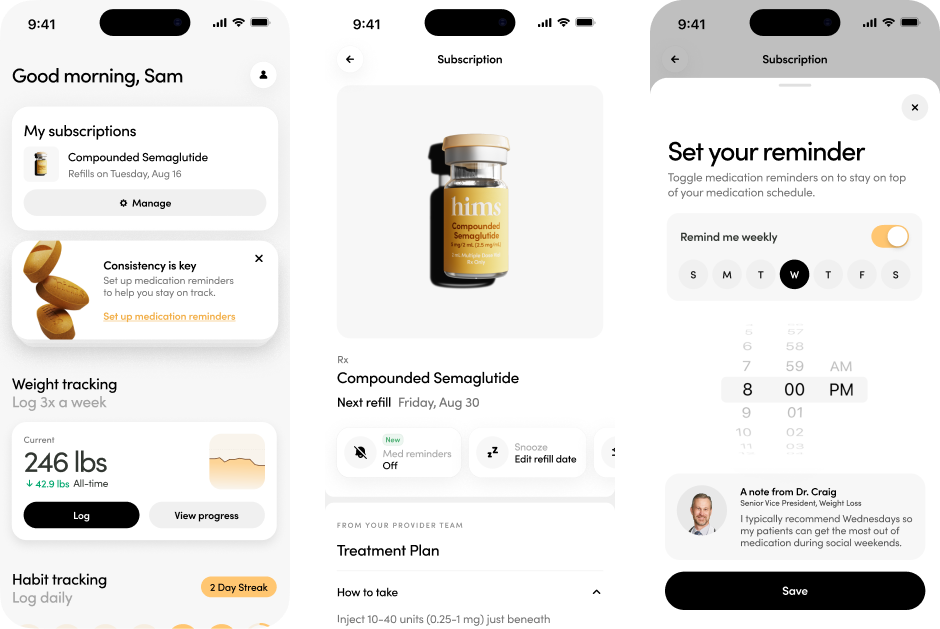 9:41
Good morning, Sam
My subscriptions
Compounded Semaglutide
Refills on Tuesday, Aug 16
Manage
Consistency is key
Set up medication reminders
to help you stay on track.
Set up medication reminders
Weight tracking
Log 3x a week
Current
246 lbs
42.9 lbs All-time
Log
View progress
Habit tracking
Log daily
2 Day Streak
9:41
Subscription
hims
Compounded
Semaglutide
Rx
Compounded Semaglutide
Next refill Friday, Aug 30
New
Med reminders
Off
Snooze
Edit refill date
FROM YOUR PROVIDER TEAM
Treatment Plan
How to take
Inject 10-40 units (0.25-1 mg) just beneath
9:41
Subscription
Set your reminder
Toggle medication reminders on to stay on top
of your medication schedule.
Remind me weekly
S M T W T F S
6 58
7 59 AM
8 00 PM
9 01
10 02
11 03
A note from Dr. Craig
Senior Vice President, Weight Loss
I typically recommend Wednesdays so
my patients can get the most out of
medication during social weekends.
Save